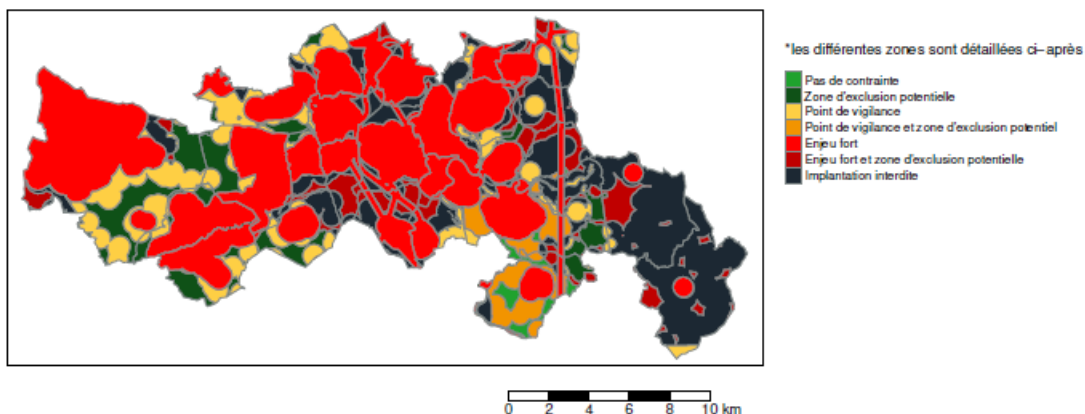 *les différentes zones sont détaillées ci-après
Pas de contrainte
Zone d'exclusion potentielle
Point de vigilance
Point de vigilance et zone d'exclusion potentiel
Enjeu fort
Enjeu fort et zone d'exclusion potentielle
Implantation interdite
0 2 4 6 8 10 km